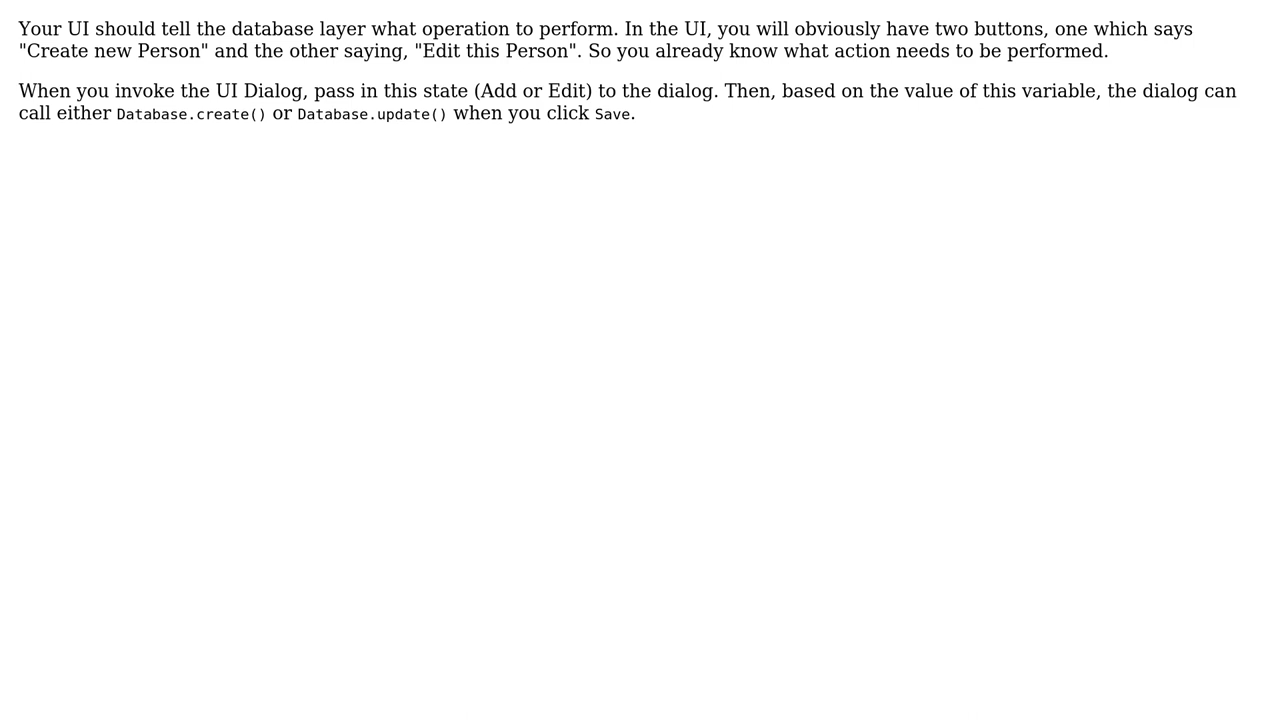 Your UI should tell the database layer what operation to perform. In the UI, you will obviously have two buttons, one which says
"Create new Person" and the other saying, "Edit this Person". So you already know what action needs to be performed.
When you invoke the UI Dialog, pass in this state (Add or Edit) to the dialog. Then, based on the value of this variable, the dialog can
call either Database.create() or Database.update() when you click Save.